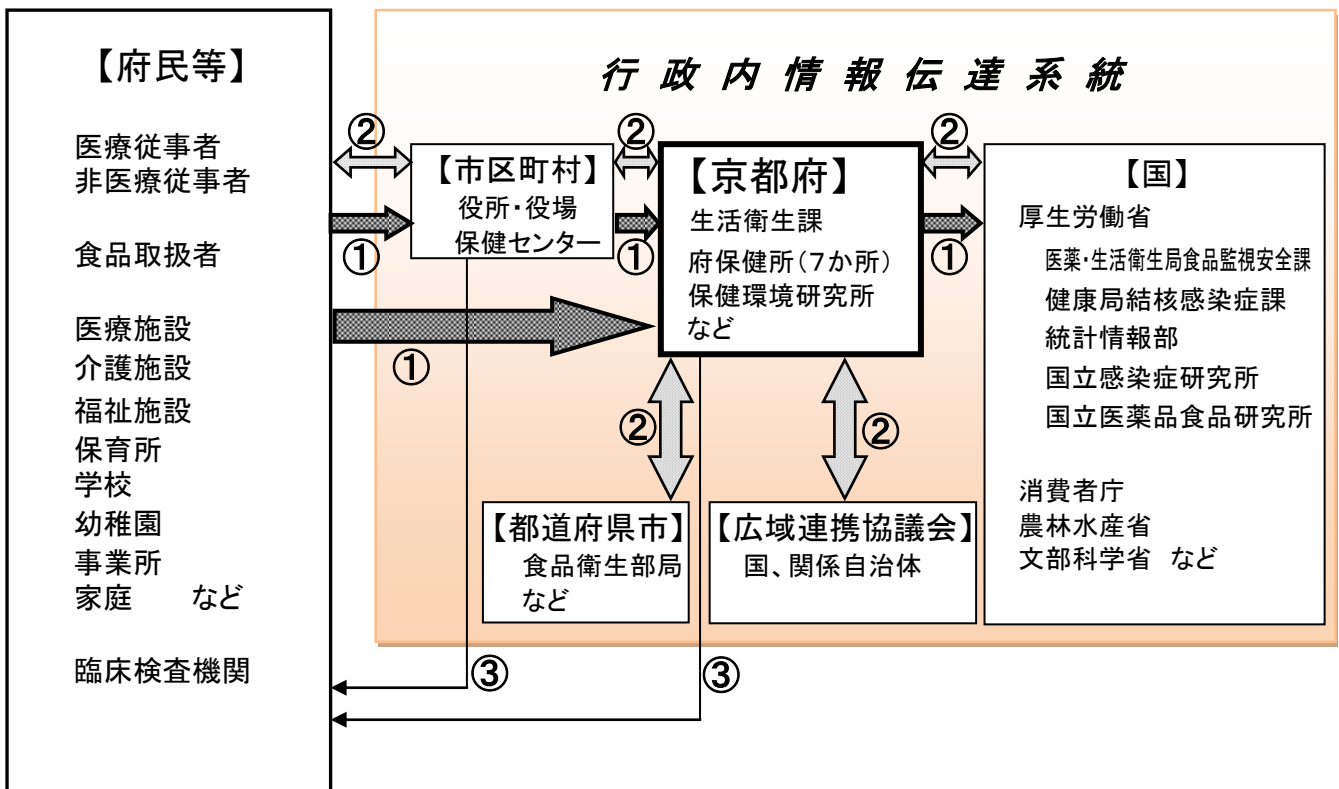 【府民等】
医療従事者
非医療従事者
食品取扱者
医療施設
介護施設
福祉施設
保育所
学校
幼稚園
事業所
家庭　　など
臨床検査機関
行政内情報伝達系統
②
②
②
【市区町村】
役所・役場
保健センター
①
①
①
①
【京都府】
生活衛生課
府保健所(7か所)
保健環境研究所
など
【国】
厚生労働省
医薬・生活衛生局食品監視安全課
健康局結核感染症課
統計情報部
国立感染症研究所
国立医薬品食品研究所
消費者庁
農林水産省
文部科学省　など
②
②
【都道府県市】
食品衛生部局
など
【広域連携協議会】
国、関係自治体
③
③